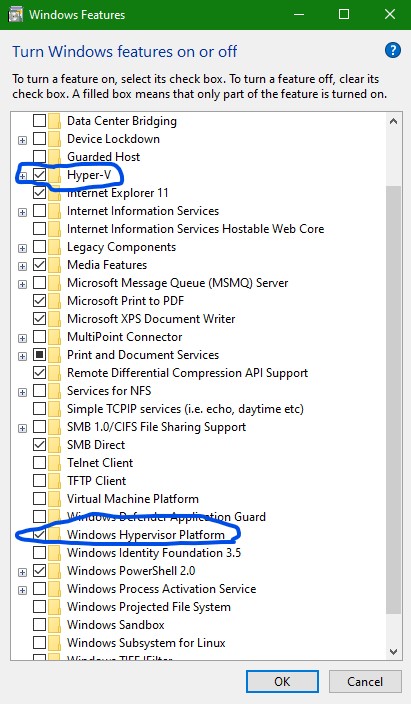 Windows Features
Turn Windows features on or off
?
To turn a feature on, select its check box. To turn a feature off, clear its
check box. A filled box means that only part of the feature is turned on.
Data Center Bridging
Device Lockdown
Guarded Host
Hyper-V
Internet Explorer 11
Internet Information Services
Internet Information Services Hostable Web Core
Legacy Components
Media Features
Microsoft Message Queue (MSMQ) Server
Microsoft Print to PDF
Microsoft XPS Document Writer
MultiPoint Connector
Print and Document Services
Remote Differential Compression API Support
Services for NFS
Simple TCPIP services (i.e. echo, daytime etc)
SMB 1.0/CIFS File Sharing Support
SMB Direct
Telnet Client
TFTP Client
Virtual Machine Platform
Windows Defender Application Guard
Windows Hypervisor Platform
Windows Identity Foundation 3.5
Windows PowerShell 2.0
Windows Process Activation Service
Windows Projected File System
Windows Sandbox
Windows Subsystem for Linux
Windows TIFF IFilter
OK
Cancel